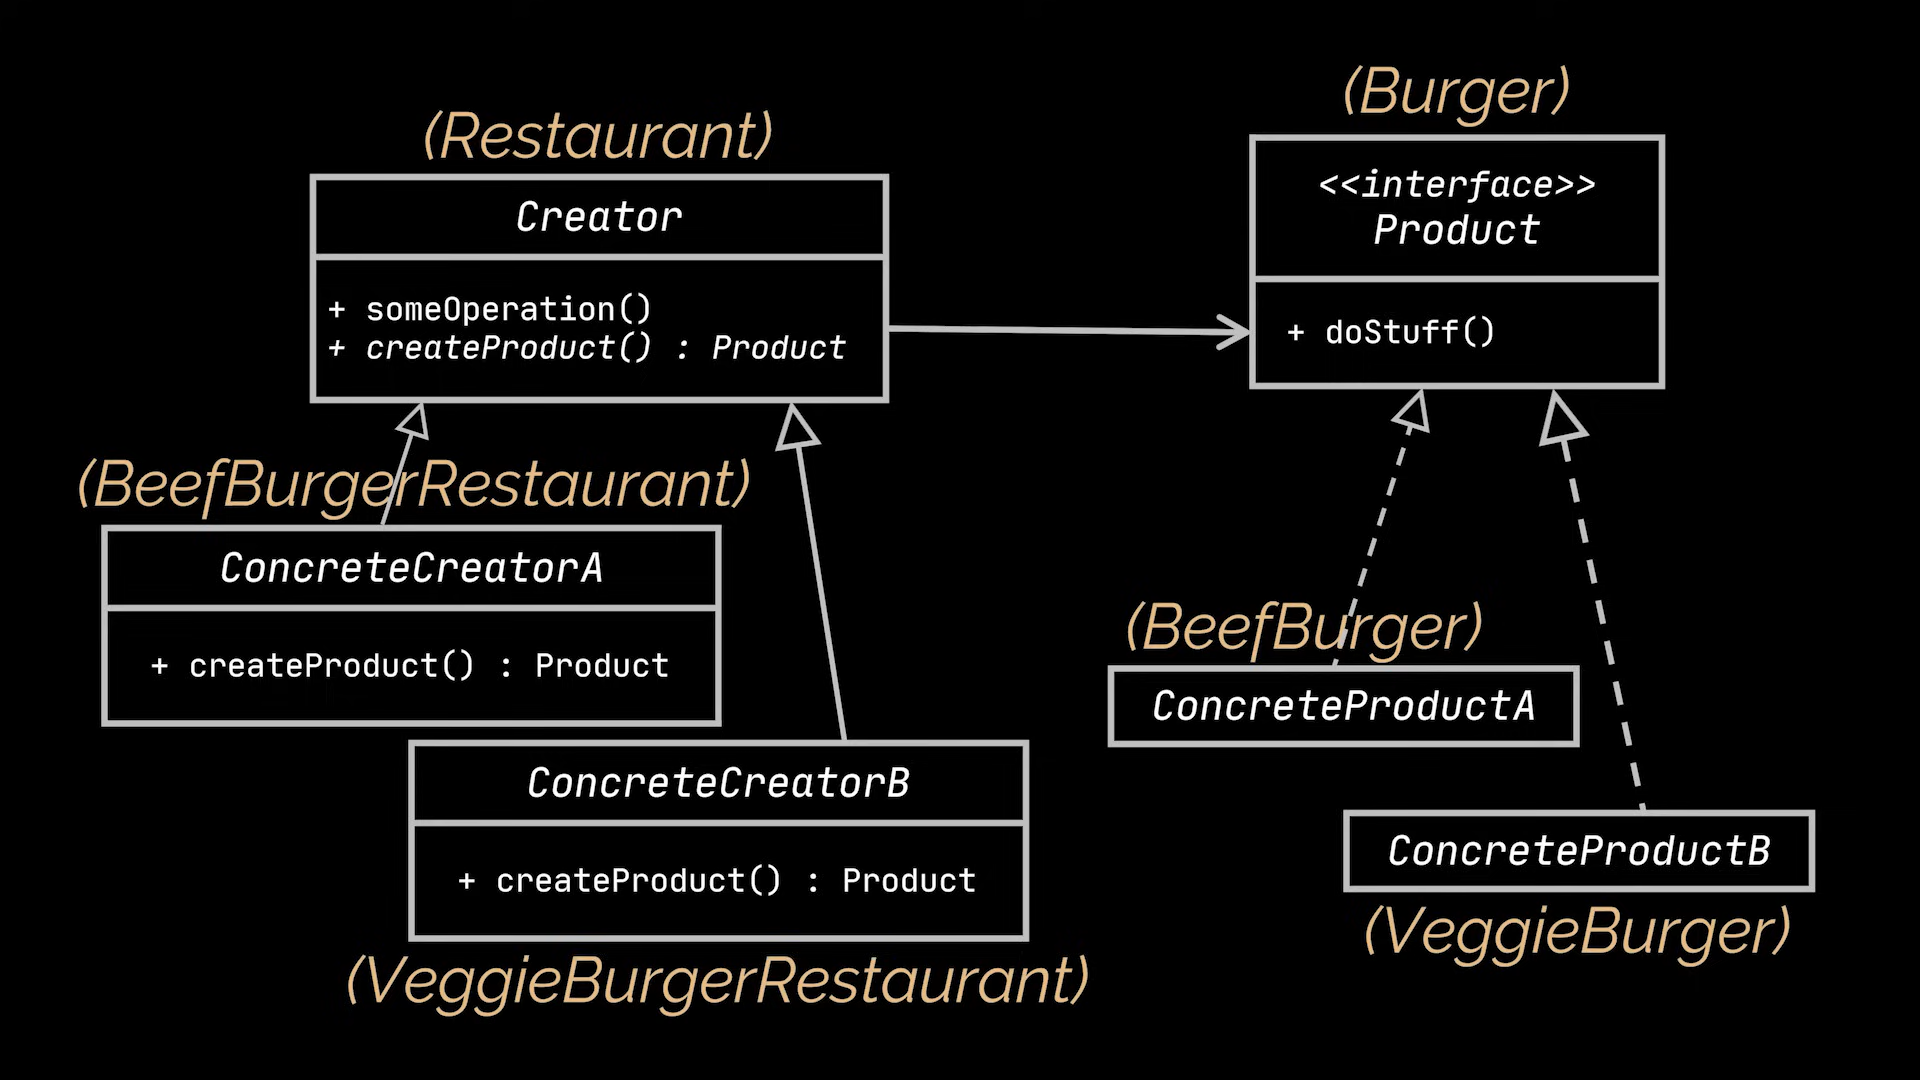 (Restaurant)
Creator
+ someOperation()
+ createProduct() : Product
(Burger)
<<interface>>
Product
+ doStuff()
(BeefBurgerRestaurant)
ConcreteCreatorA
+ createProduct() : Product
ConcreteCreatorB
+ createProduct() : Product
(VeggieBurgerRestaurant)
(BeefBurger)
ConcreteProductA
ConcreteProductB
(VeggieBurger)